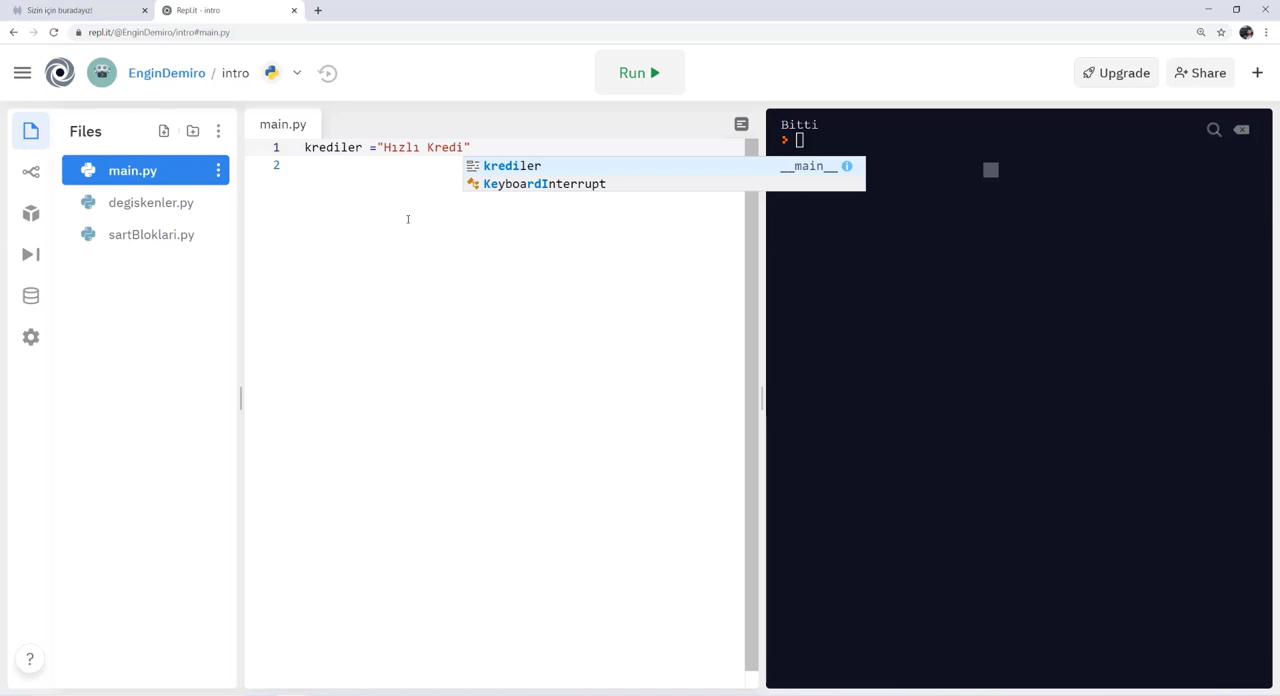 Sizin için buradayız!
Repl.it - intro
repl.it/@EnginDemiro/intro#main.py
EnginDemiro / intro
Run
Upgrade
Share
Files
main.py
degiskenler.py
sartBloklari.py
main.py
1 krediler ="Hızlı Kredi"
2
krediler __main__
KeyboardInterrupt
Bitti
?